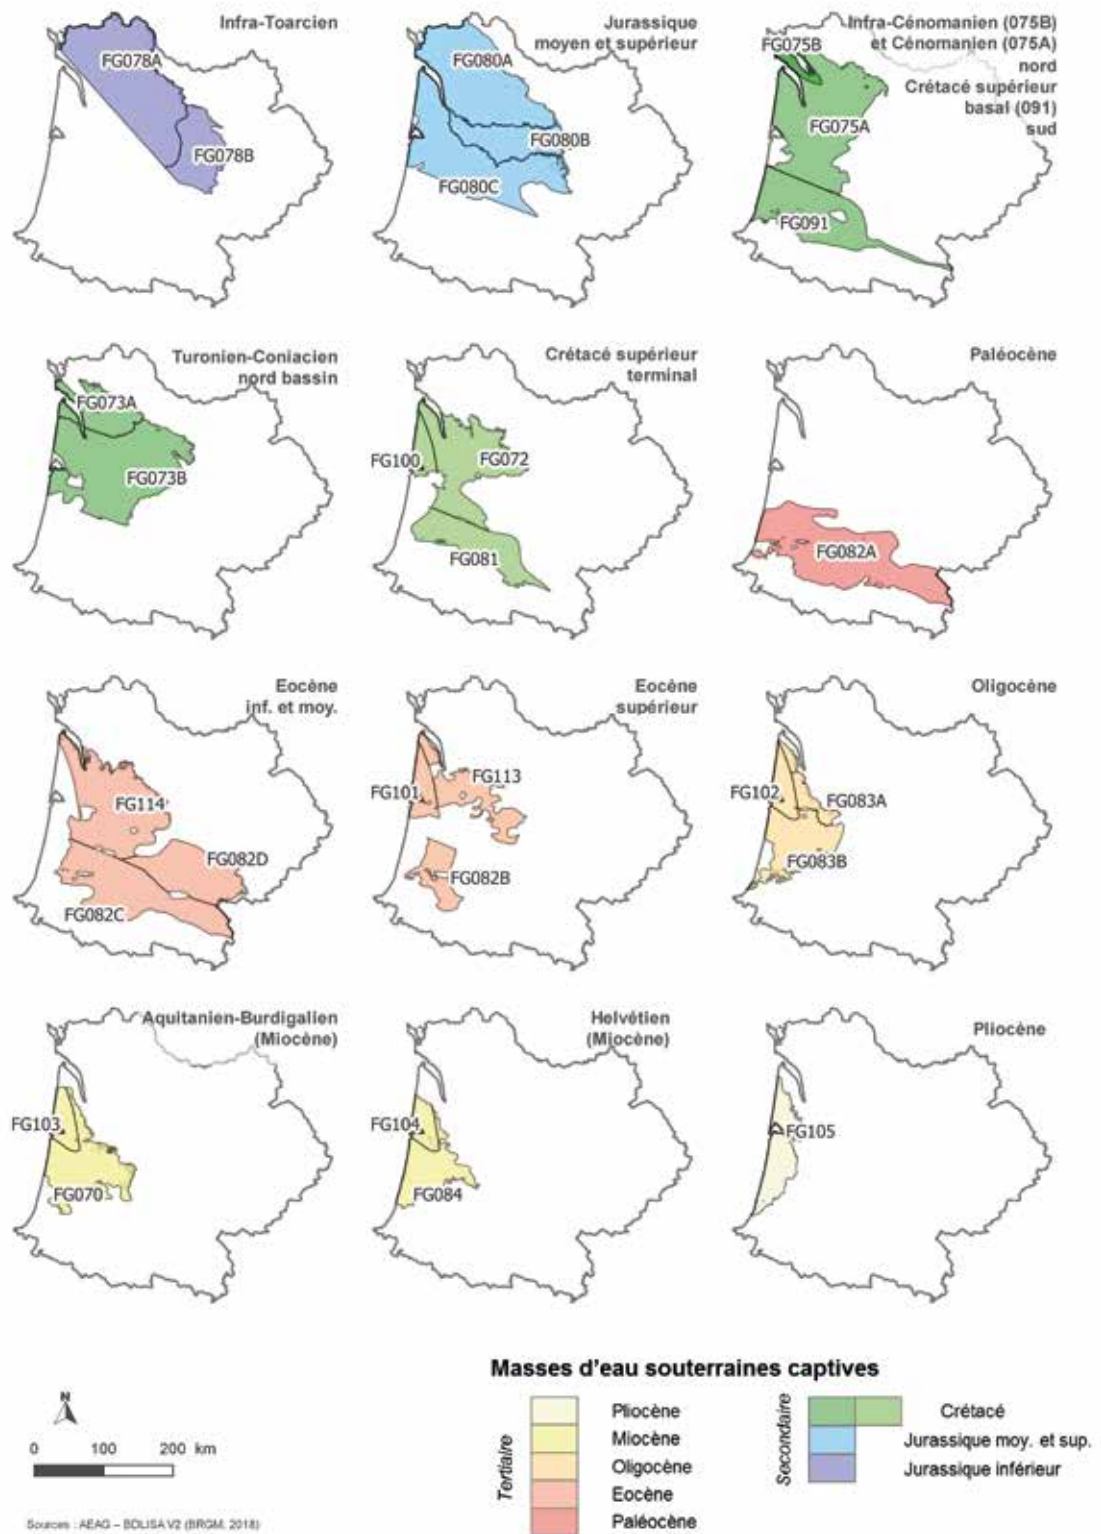 Infra-Toarcien
FG078A
FG078B
Jurassique
moyen et supérieur
FG080A
FG080B
FG080C
Infra-Cénomanien (075B)
et Cénomanien (075A)
nord
Crétacé supérieur
basal (091)
sud
FG075B
FG075A
FG091
Turonien-Coniacien
nord bassin
FG073A
FG073B
Crétacé supérieur
terminal
FG100
FG072
FG081
Paléocène
FG082A
Eocène
inf. et moy.
FG114
FG082D
FG082C
Eocène
supérieur
FG101
FG113
FG082B
Oligocène
FG102
FG083A
FG083B
Aquitanien-Burdigalien
(Miocène)
FG103
FG070
Helvétien
(Miocène)
FG104
FG084
Pliocène
FG105
Masses d'eau souterraines captives
N
0 100 200 km
Tertiaire
Pliocène
Miocène
Oligocène
Eocène
Paléocène
Secondaire
Crétacé
Jurassique moy. et sup.
Jurassique inférieur
Sources : AEAG – BDLISA V2 (BRGM, 2018)